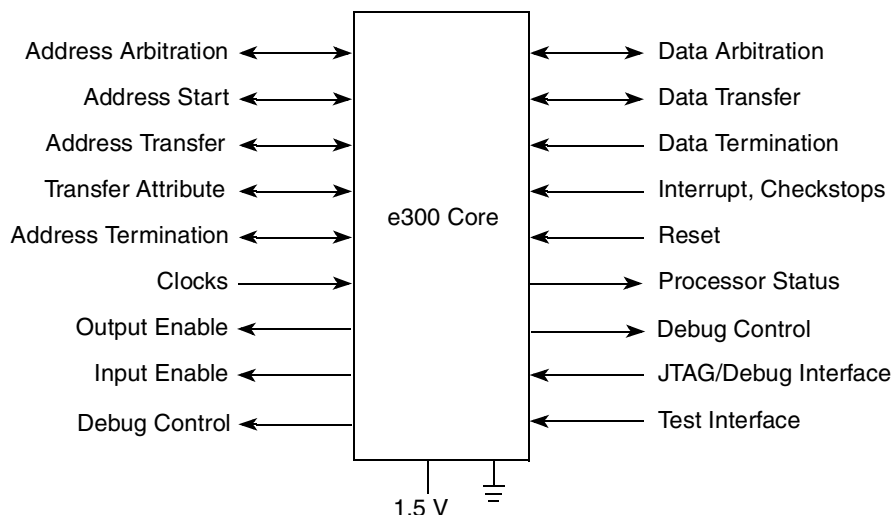 Address Arbitration
Address Start
Address Transfer
Transfer Attribute
Address Termination
Clocks
Output Enable
Input Enable
Debug Control
e300 Core
Data Arbitration
Data Transfer
Data Termination
Interrupt, Checkstops
Reset
Processor Status
Debug Control
JTAG/Debug Interface
Test Interface
1.5 V